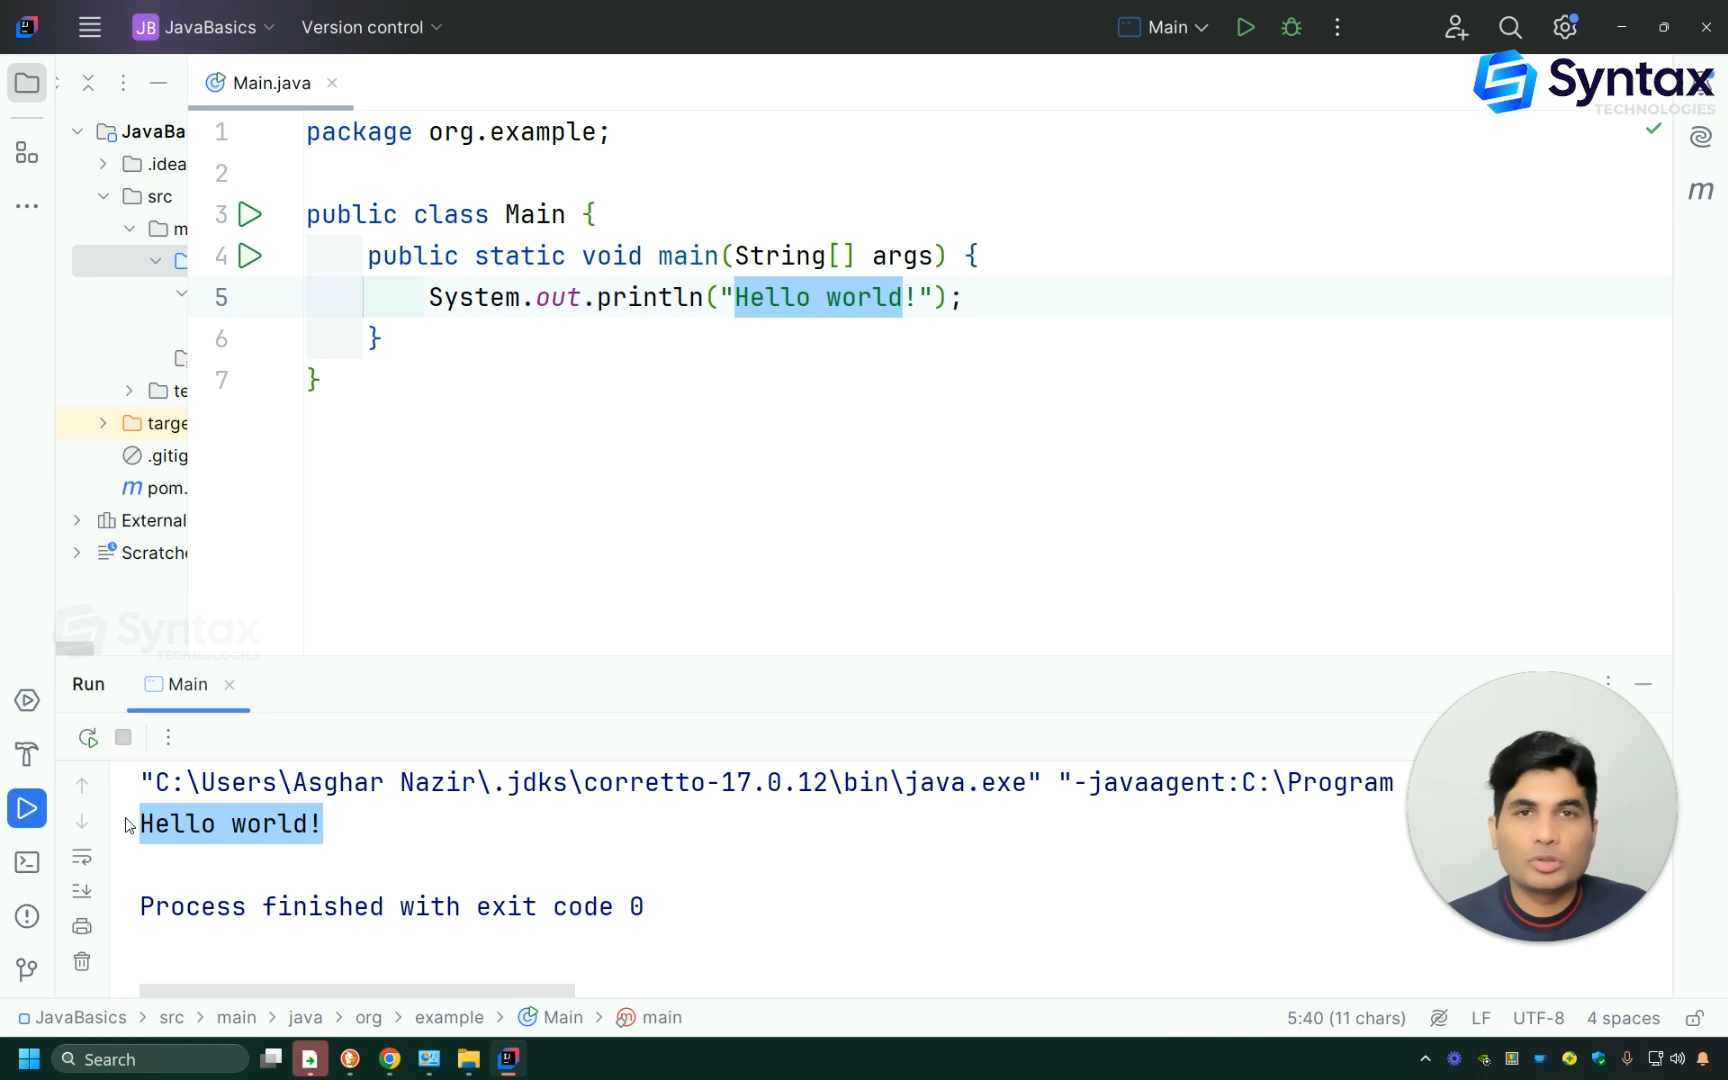 JB JavaBasics Version control Main
Main.java
Syntax
TECHNOLOGIES
JavaBa
.idea
src
m
te
targe
.gitig
m pom.
External
Scratche
1 package org.example;
2
3 public class Main {
4 public static void main(String[] args) {
5 System.out.println("Hello world!");
6 }
7 }
m
Syntax
TECHNOLOGIES
Run Main
"C:\Users\Asghar Nazir\.jdks\corretto-17.0.12\bin\java.exe" "-javaagent:C:\Program
Hello world!
Process finished with exit code 0
JavaBasics > src > main > java > org > example > Main > main 5:40 (11 chars) LF UTF-8 4 spaces
Search